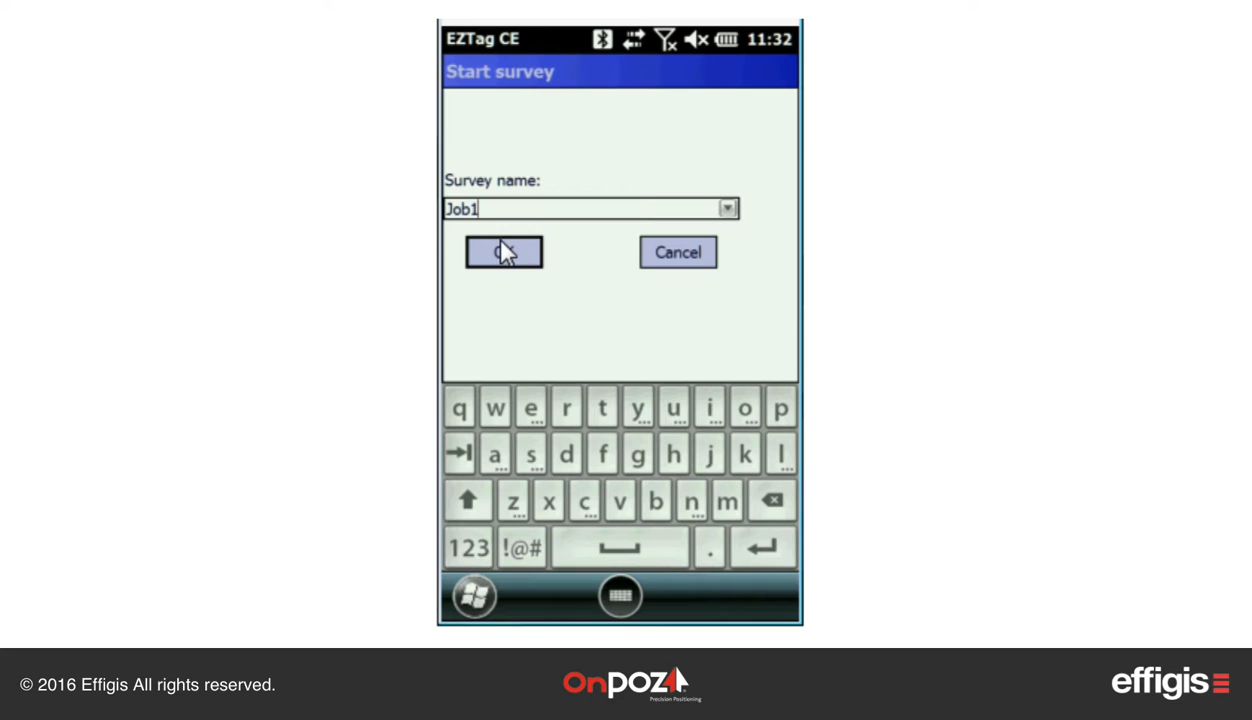 EZTag CE 11:32
Start survey
Survey name:
Job1
Cancel
q w e r t y u i o p
a s d f g h j k l
z x c v b n m
123 !@# .
© 2016 Effigis All rights reserved.
Onpoz
Precision Positioning
effigis